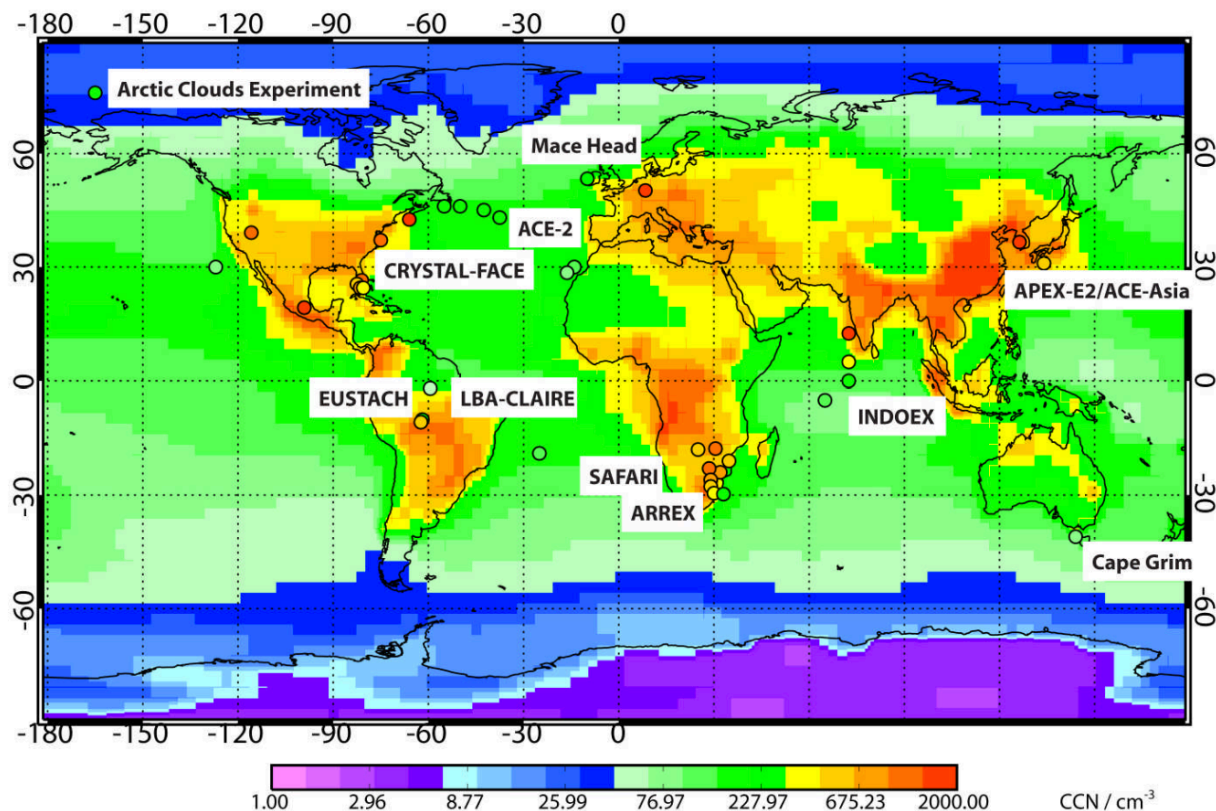 -180 -150 -120 -90 -60 -30 0
Arctic Clouds Experiment
Mace Head
60 60
ACE-2
CRYSTAL-FACE
30 30
APEX-E2/ACE-Asia
0 0
EUSTACH LBA-CLAIRE
INDOEX
SAFARI
-30 -30
ARREX
Cape Grim
-60 -60
-180 -150 -120 -90 -60 -30 0
1.00 2.96 8.77 25.99 76.97 227.97 675.23 2000.00 CCN / cm⁻³